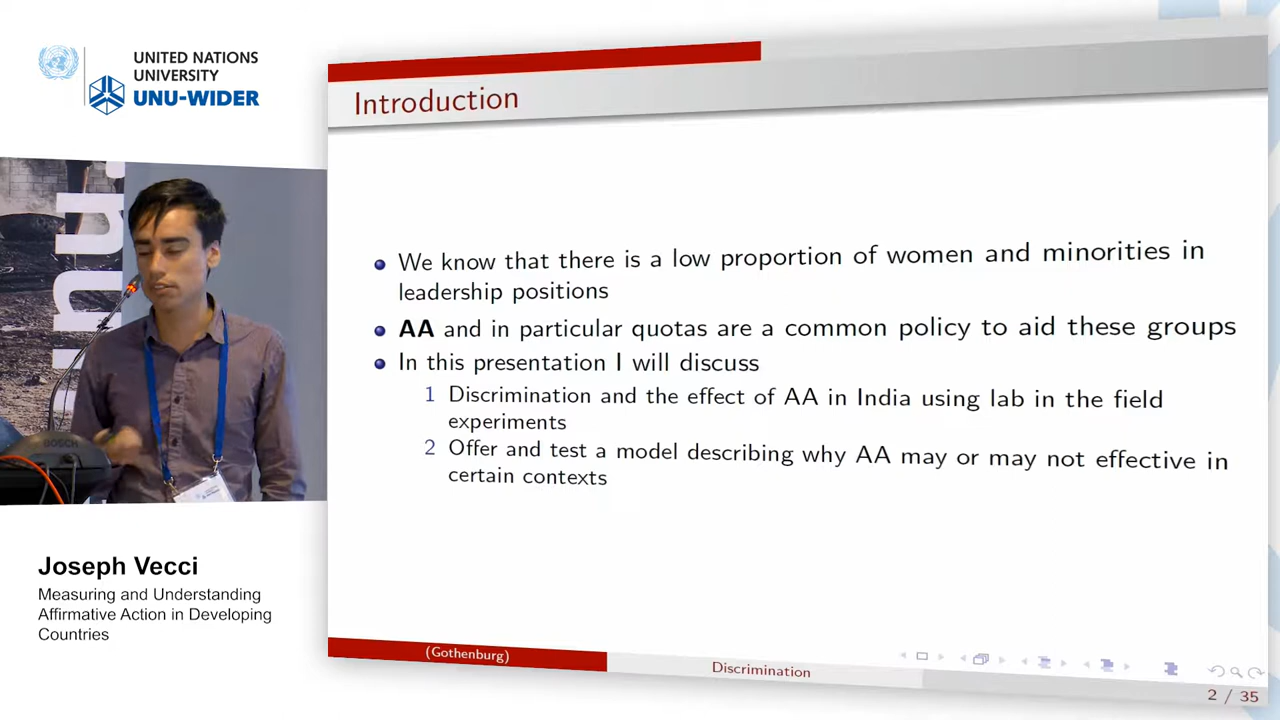 UNITED NATIONS
UNIVERSITY
UNU-WIDER
Introduction
We know that there is a low proportion of women and minorities in
leadership positions
AA and in particular quotas are a common policy to aid these groups
In this presentation I will discuss
1 Discrimination and the effect of AA in India using lab in the field
experiments
2 Offer and test a model describing why AA may or may not effective in
certain contexts
BOSCH
Joseph Vecci
Measuring and Understanding
Affirmative Action in Developing
Countries
(Gothenburg)
Discrimination
2 / 35